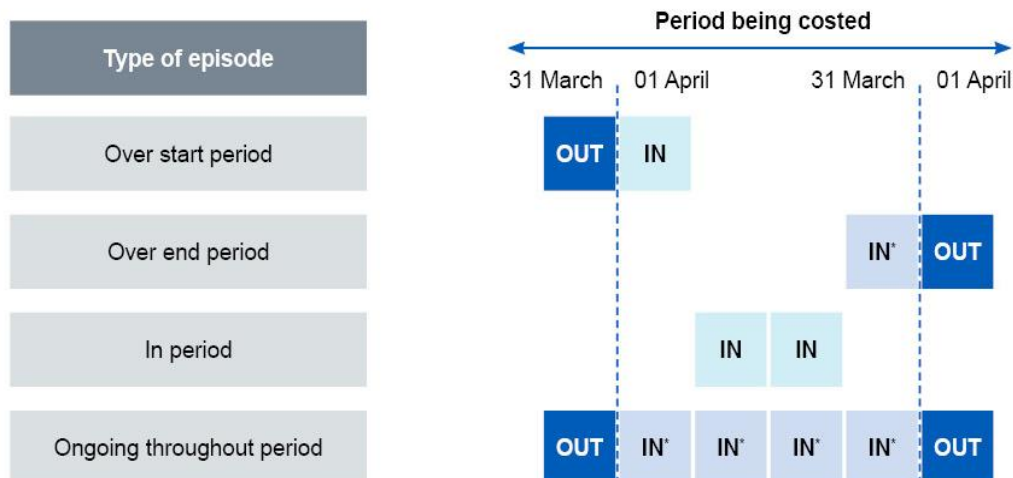 Period being costed
Type of episode
31 March 01 April 31 March 01 April
Over start period OUT IN
Over end period IN* OUT
In period IN IN
Ongoing throughout period OUT IN* IN* IN* IN* OUT